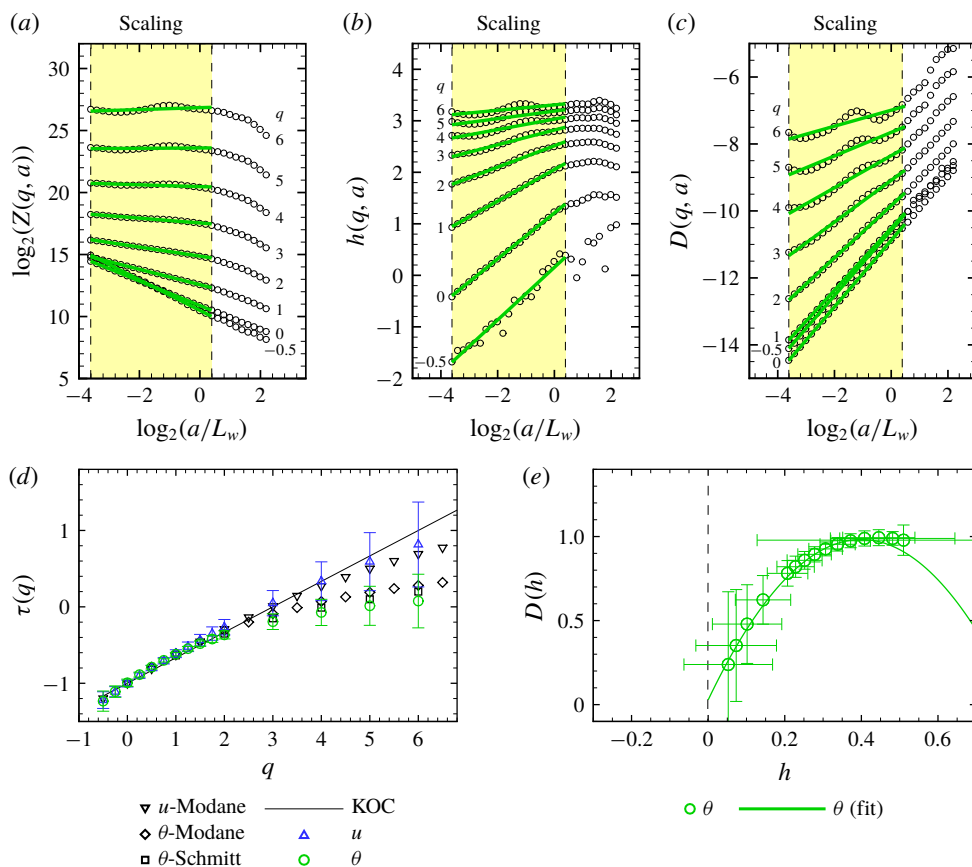 (a) Scaling (b) Scaling (c) Scaling
log₂(Z(q, a))
30
25
20
15
10
5
q
6
5
4
3
2
1
0
−0.5
−4 −2 0 2
log₂(a/L_w)
h(q, a)
4
3
2
1
0
−1
−2
q
6
5
4
3
2
1
0
−0.5
−4 −2 0 2
log₂(a/L_w)
D(q, a)
−6
−8
−10
−12
−14
q
6
5
4
3
2
1
−0.5
0
−4 −2 0 2
log₂(a/L_w)
(d)
τ(q)
1
0
−1
−1 0 1 2 3 4 5 6
q
u-Modane KOC
θ-Modane u
θ-Schmitt θ
(e)
D(h)
1.0
0.5
0
−0.2 0 0.2 0.4 0.6
h
θ θ (fit)